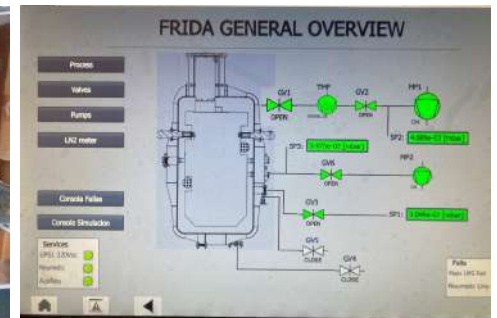 FRIDA GENERAL OVERVIEW
Process
Valves
Pumps
LN2 meter
Consola Fallas
Consola Simulacion
Services
UPS1 120Vac
Neumatic
Auxiliary
GV1
OPEN
TMP
GV2
OPEN
MP1
ON
SP2:
[mbar]
SP3:
[mbar]
GV6
OPEN
MP2
GV3
OPEN
SP1:
[mbar]
GV5
CLOSE
GV4
CLOSE
Falla